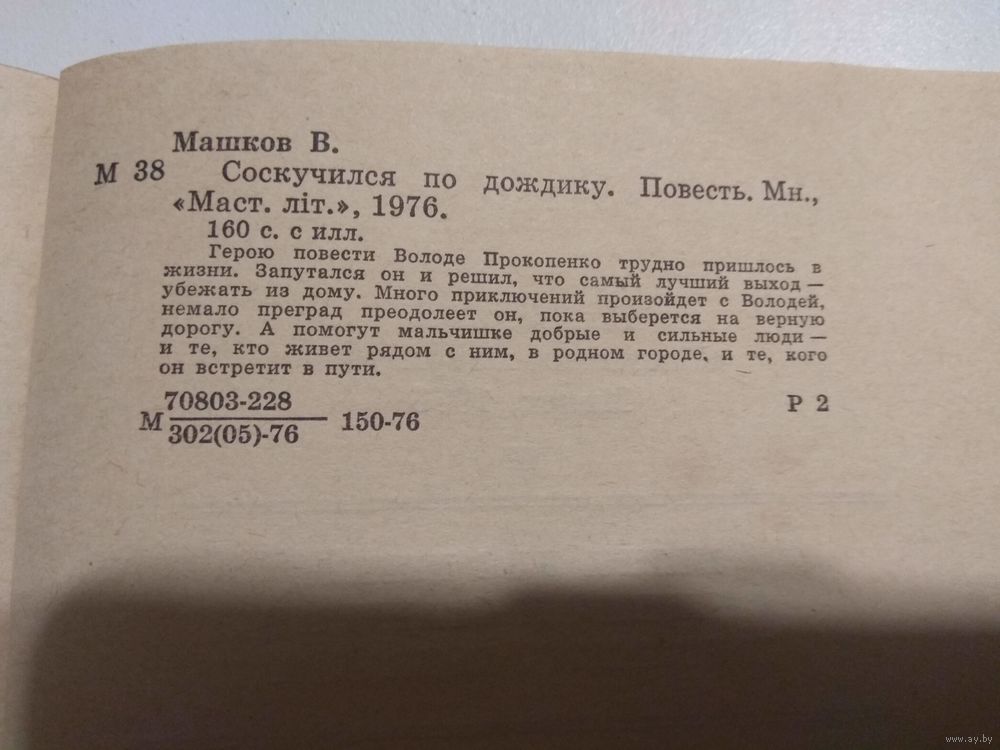 Машков В.
М 38 Соскучился по дождику. Повесть. Мн.,
«Маст. літ.», 1976.
160 с. с илл.
Герою повести Володе Прокопенко трудно пришлось в
жизни. Запутался он и решил, что самый лучший выход —
убежать из дому. Много приключений произойдет с Володей,
немало преград преодолеет он, пока выберется на верную
дорогу. А помогут мальчишке добрые и сильные люди —
и те, кто живет рядом с ним, в родном городе, и те, кого
он встретит в пути.
70803-228
М 150-76 Р 2
302(05)-76
www.ay.by